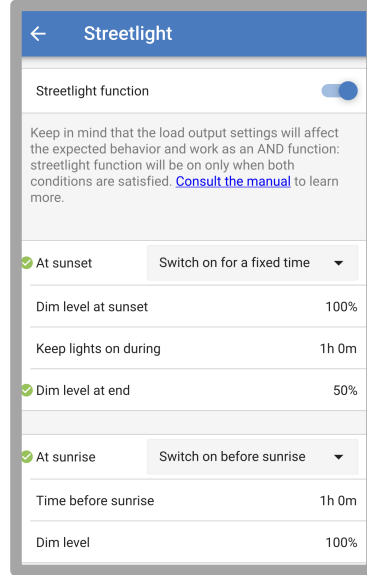 Streetlight
Streetlight function
Keep in mind that the load output settings will affect
the expected behavior and work as an AND function:
streetlight function will be on only when both
conditions are satisfied. Consult the manual to learn
more.
At sunset Switch on for a fixed time
Dim level at sunset 100%
Keep lights on during 1h 0m
Dim level at end 50%
At sunrise Switch on before sunrise
Time before sunrise 1h 0m
Dim level 100%